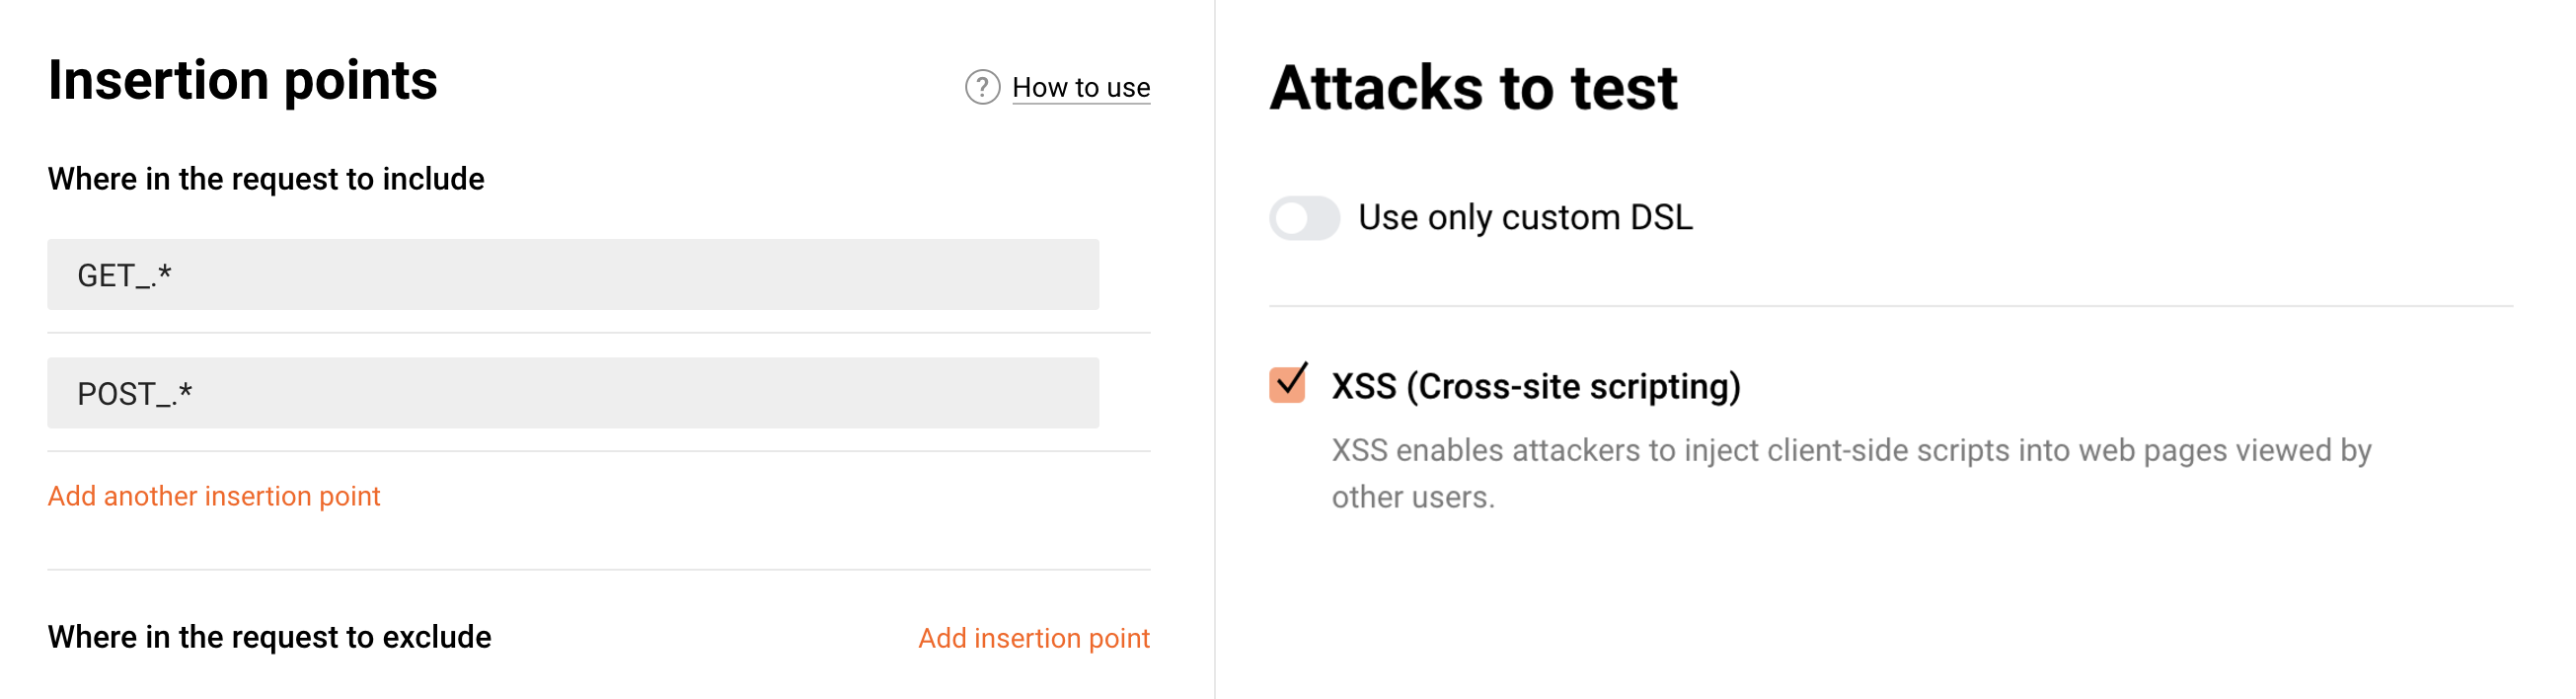 Insertion points
? How to use
Where in the request to include
GET_.*
POST_.*
Add another insertion point
Where in the request to exclude
Add insertion point
Attacks to test
Use only custom DSL
XSS (Cross-site scripting)
XSS enables attackers to inject client-side scripts into web pages viewed by
other users.